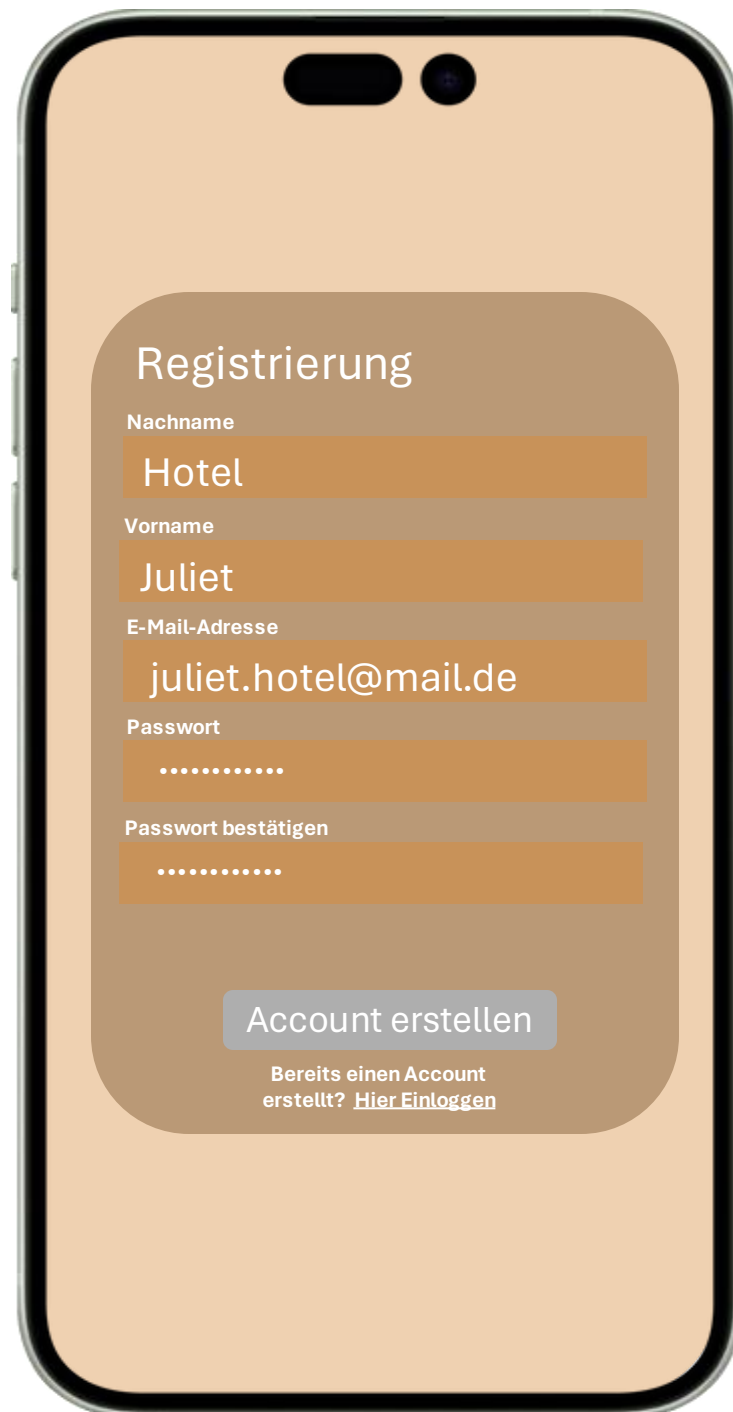 Registrierung
Nachname
Hotel
Vorname
Juliet
E-Mail-Adresse
juliet.hotel@mail.de
Passwort
••••••••••••
Passwort bestätigen
••••••••••••
Account erstellen
Bereits einen Account
erstellt? Hier Einloggen